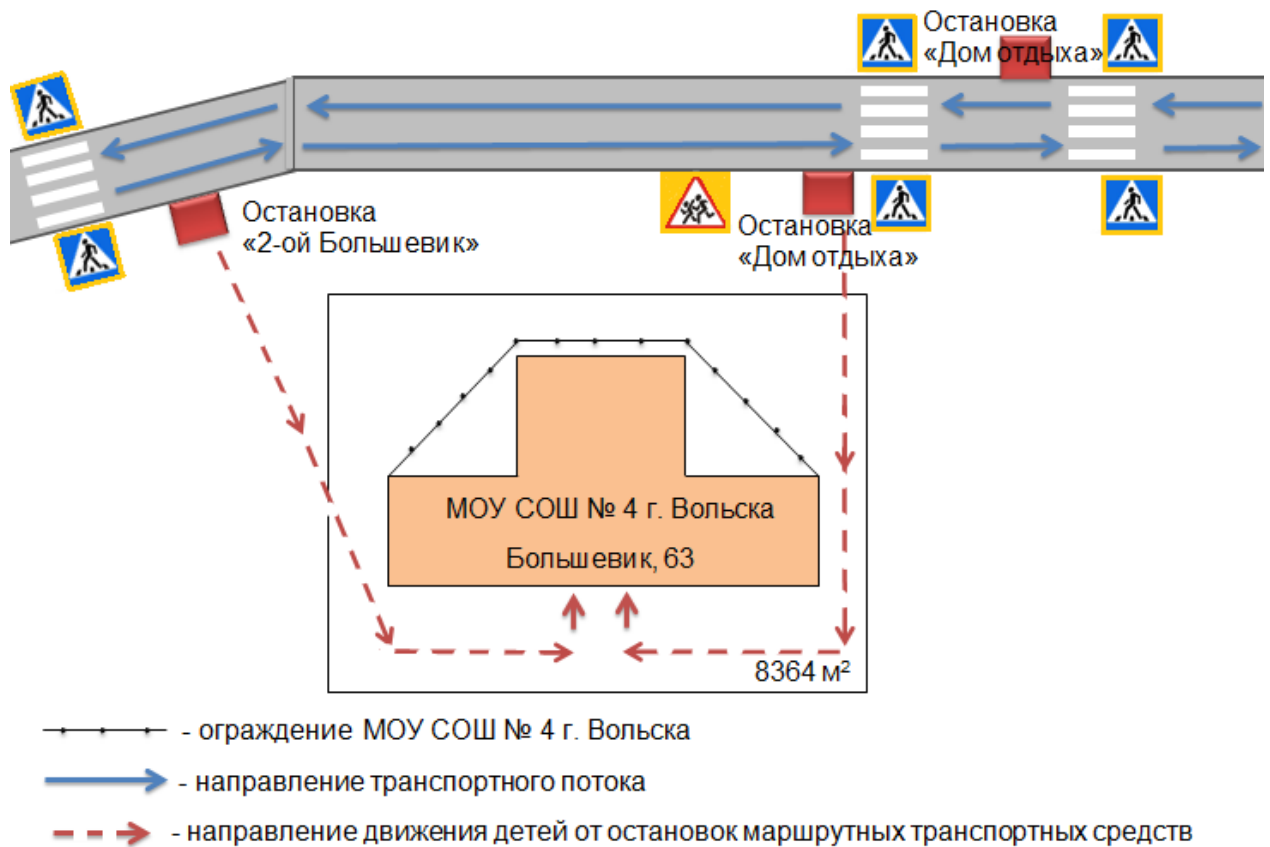 Остановка
«Дом отдыха»
Остановка
«2-ой Большевик»
Остановка
«Дом отдыха»
МОУ СОШ № 4 г. Вольска
Большевик, 63
8364 м²
- ограждение МОУ СОШ № 4 г. Вольска
- направление транспортного потока
- направление движения детей от остановок маршрутных транспортных средств